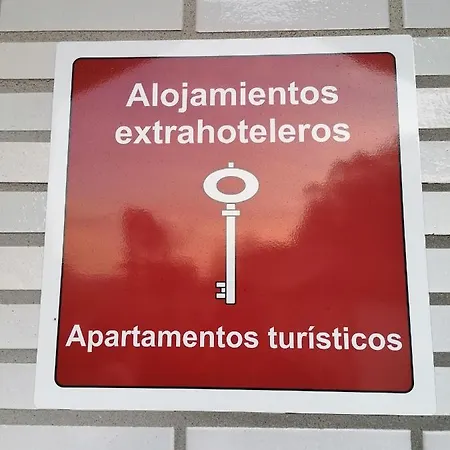 Alojamientos
extrahoteleros
Apartamentos turísticos